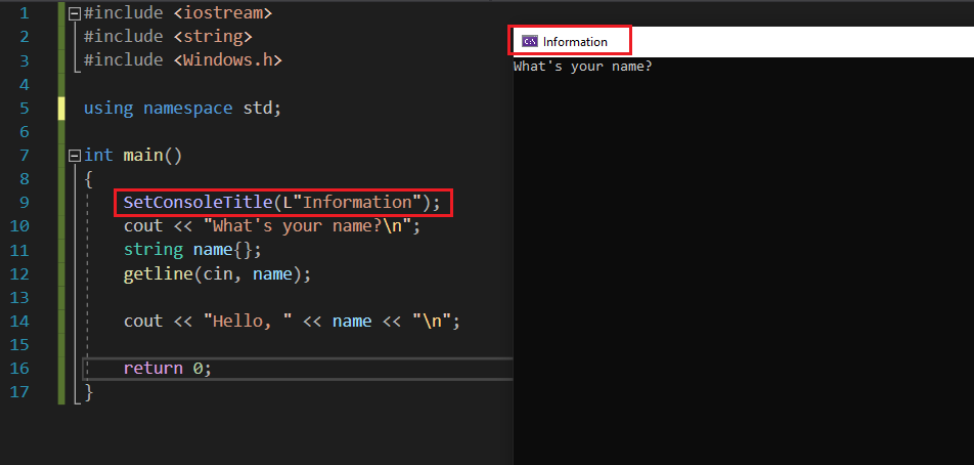 1 #include <iostream>
2 #include <string>
3 #include <Windows.h>
4
5 using namespace std;
6
7 int main()
8 {
9 SetConsoleTitle(L"Information");
10 cout << "What's your name?\n";
11 string name{};
12 getline(cin, name);
13
14 cout << "Hello, " << name << "\n";
15
16 return 0;
17 }
C:\ Information
What's your name?